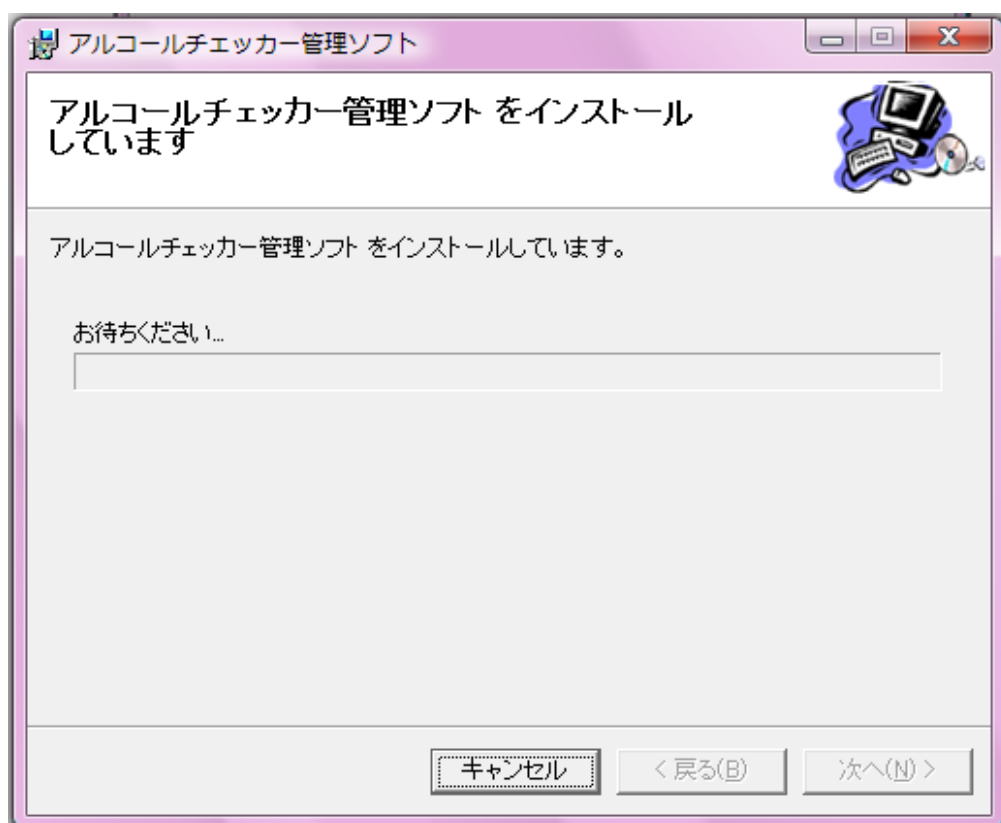 アルコールチェッカー管理ソフト
アルコールチェッカー管理ソフト をインストール
しています
アルコールチェッカー管理ソフト をインストールしています。
お待ちください...
キャンセル
< 戻る(B)
次へ(N) >